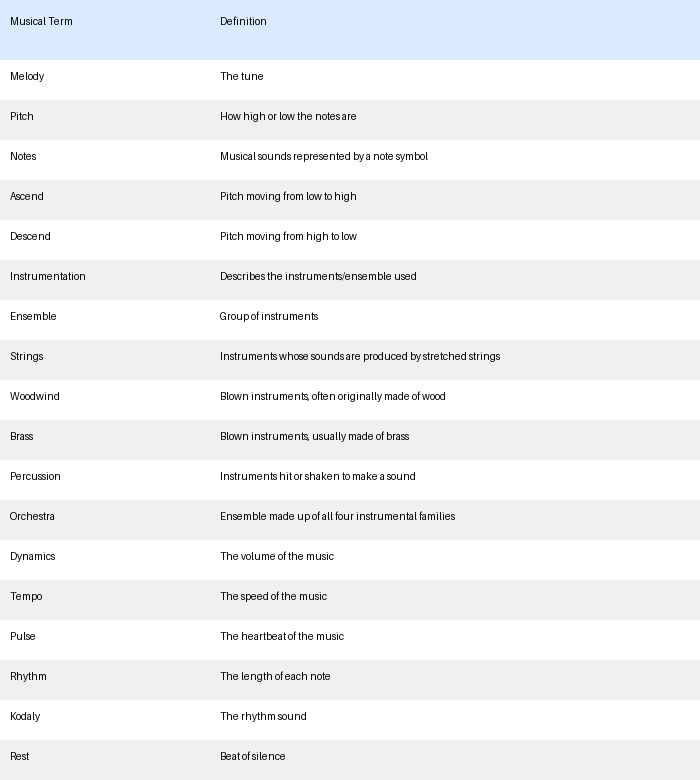 Musical Term Definition
Melody The tune
Pitch How high or low the notes are
Notes Musical sounds represented by a note symbol
Ascend Pitch moving from low to high
Descend Pitch moving from high to low
Instrumentation Describes the instruments/ensemble used
Ensemble Group of instruments
Strings Instruments whose sounds are produced by stretched strings
Woodwind Blown instruments, often originally made of wood
Brass Blown instruments, usually made of brass
Percussion Instruments hit or shaken to make a sound
Orchestra Ensemble made up of all four instrumental families
Dynamics The volume of the music
Tempo The speed of the music
Pulse The heartbeat of the music
Rhythm The length of each note
Kodaly The rhythm sound
Rest Beat of silence